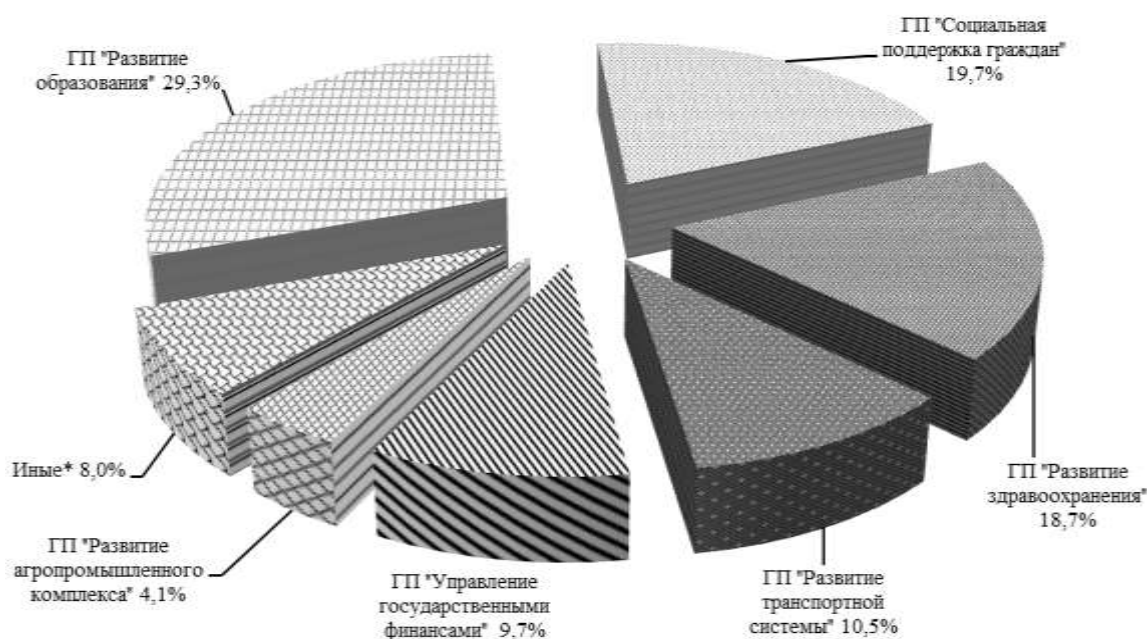 ГП "Развитие
образования" 29,3%
ГП "Социальная
поддержка граждан"
19,7%
Иные* 8,0%
ГП "Развитие
здравоохранения"
18,7%
ГП "Развитие
агропромышленного
комплекса" 4,1%
ГП "Управление
государственными
финансами" 9,7%
ГП "Развитие
транспортной
системы" 10,5%